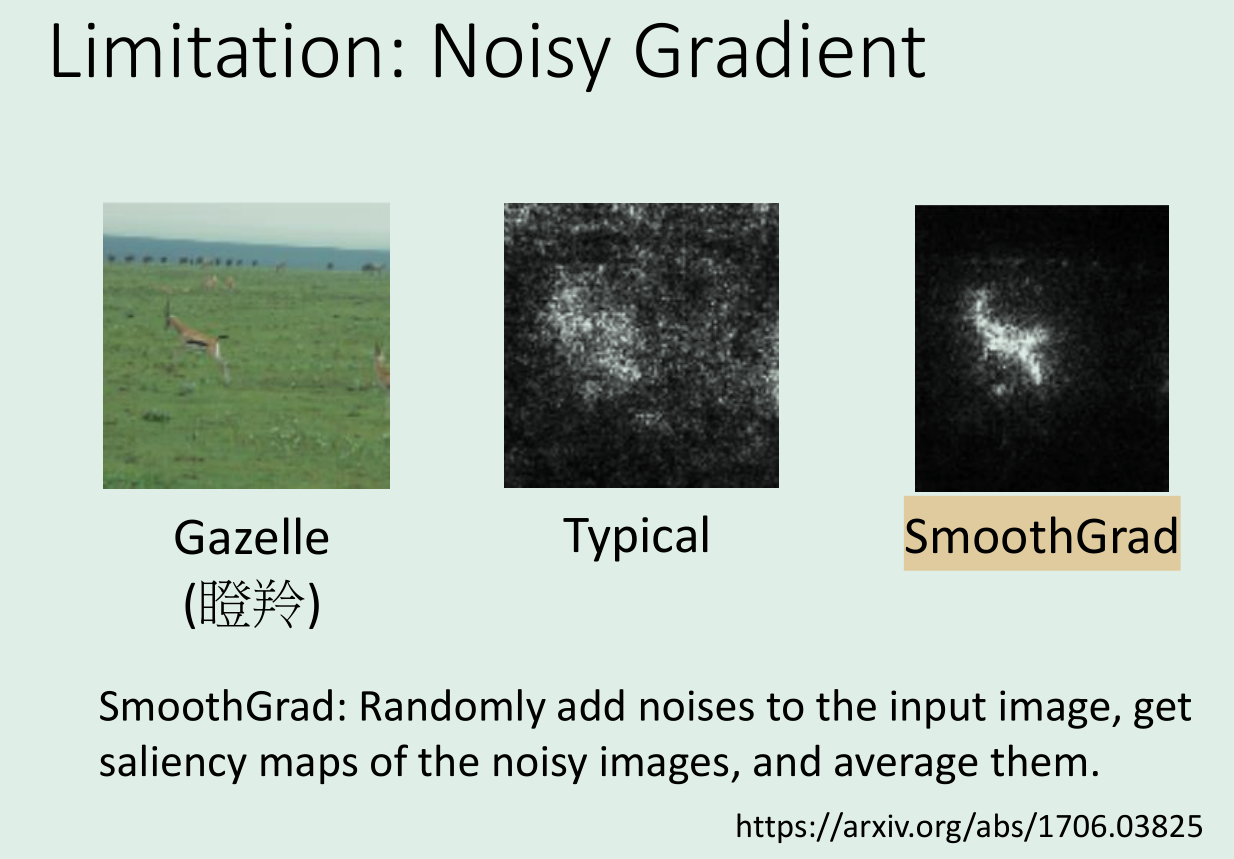 Limitation: Noisy Gradient
Gazelle
(瞪羚)
Typical
SmoothGrad
SmoothGrad: Randomly add noises to the input image, get
saliency maps of the noisy images, and average them.
https://arxiv.org/abs/1706.03825